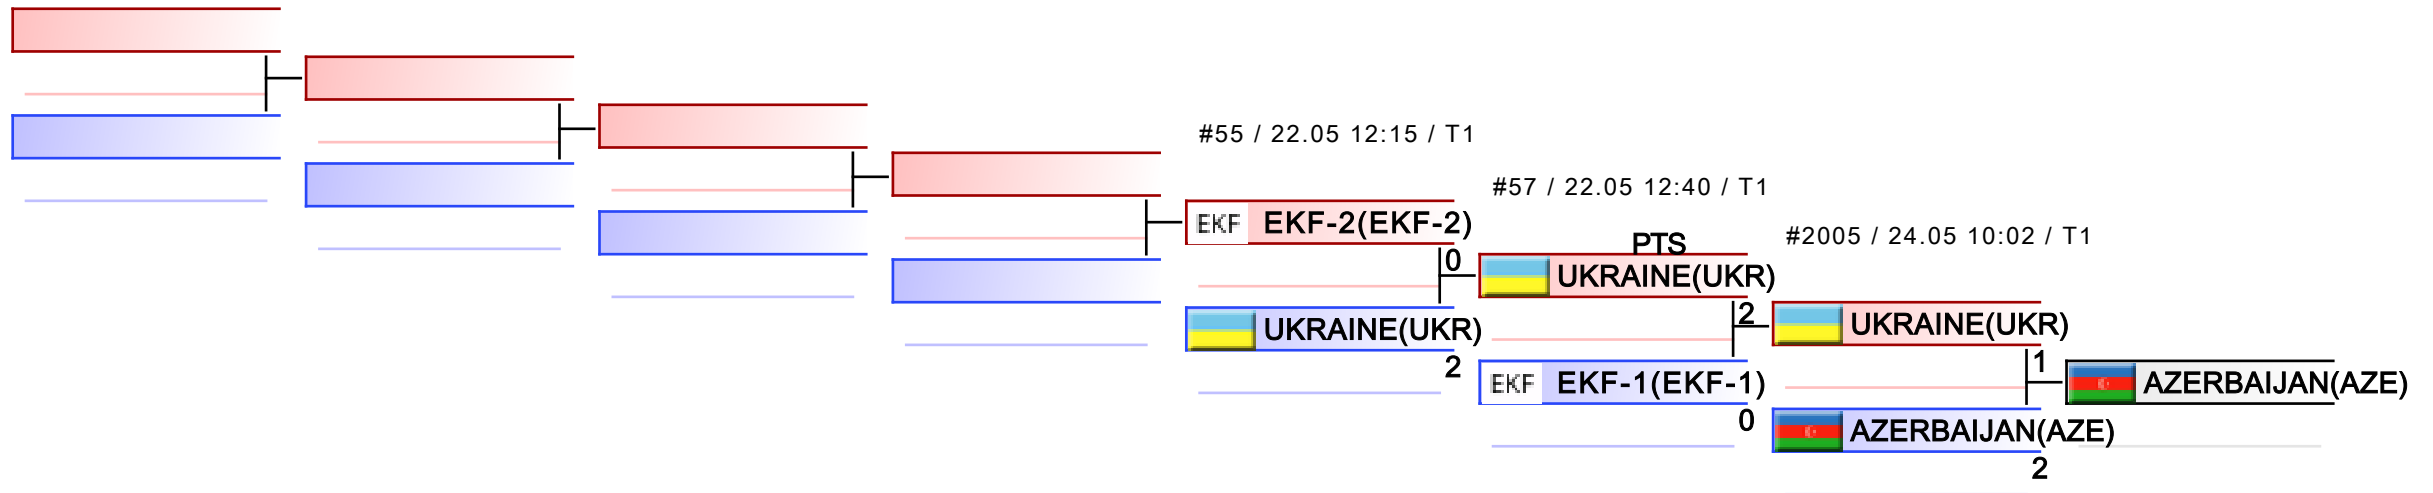 #55 / 22.05 12:15 / T1
#57 / 22.05 12:40 / T1
EKF EKF-2(EKF-2)
#2005 / 24.05 10:02 / T1
PTS
0
UKRAINE(UKR)
2
UKRAINE(UKR)
UKRAINE(UKR)
2
1
EKF EKF-1(EKF-1)
AZERBAIJAN(AZE)
0
AZERBAIJAN(AZE)
2